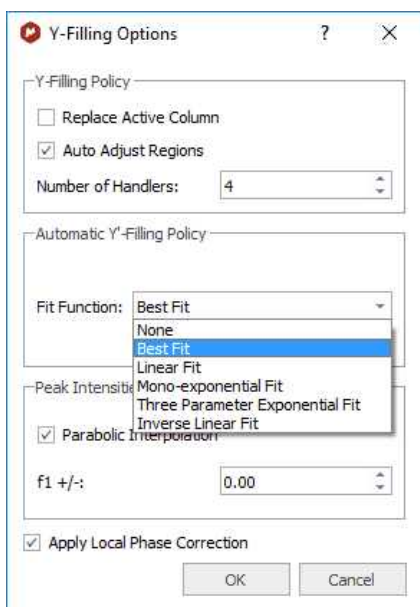 Y-Filling Options
?
Y-Filling Policy
Replace Active Column
Auto Adjust Regions
Number of Handlers: 4
Automatic Y'-Filling Policy
Fit Function: Best Fit
None
Best Fit
Linear Fit
Mono-exponential Fit
Three Parameter Exponential Fit
Inverse Linear Fit
Peak
Parabolic Interpolation
f1 +/-: 0.00
Apply Local Phase Correction
OK Cancel